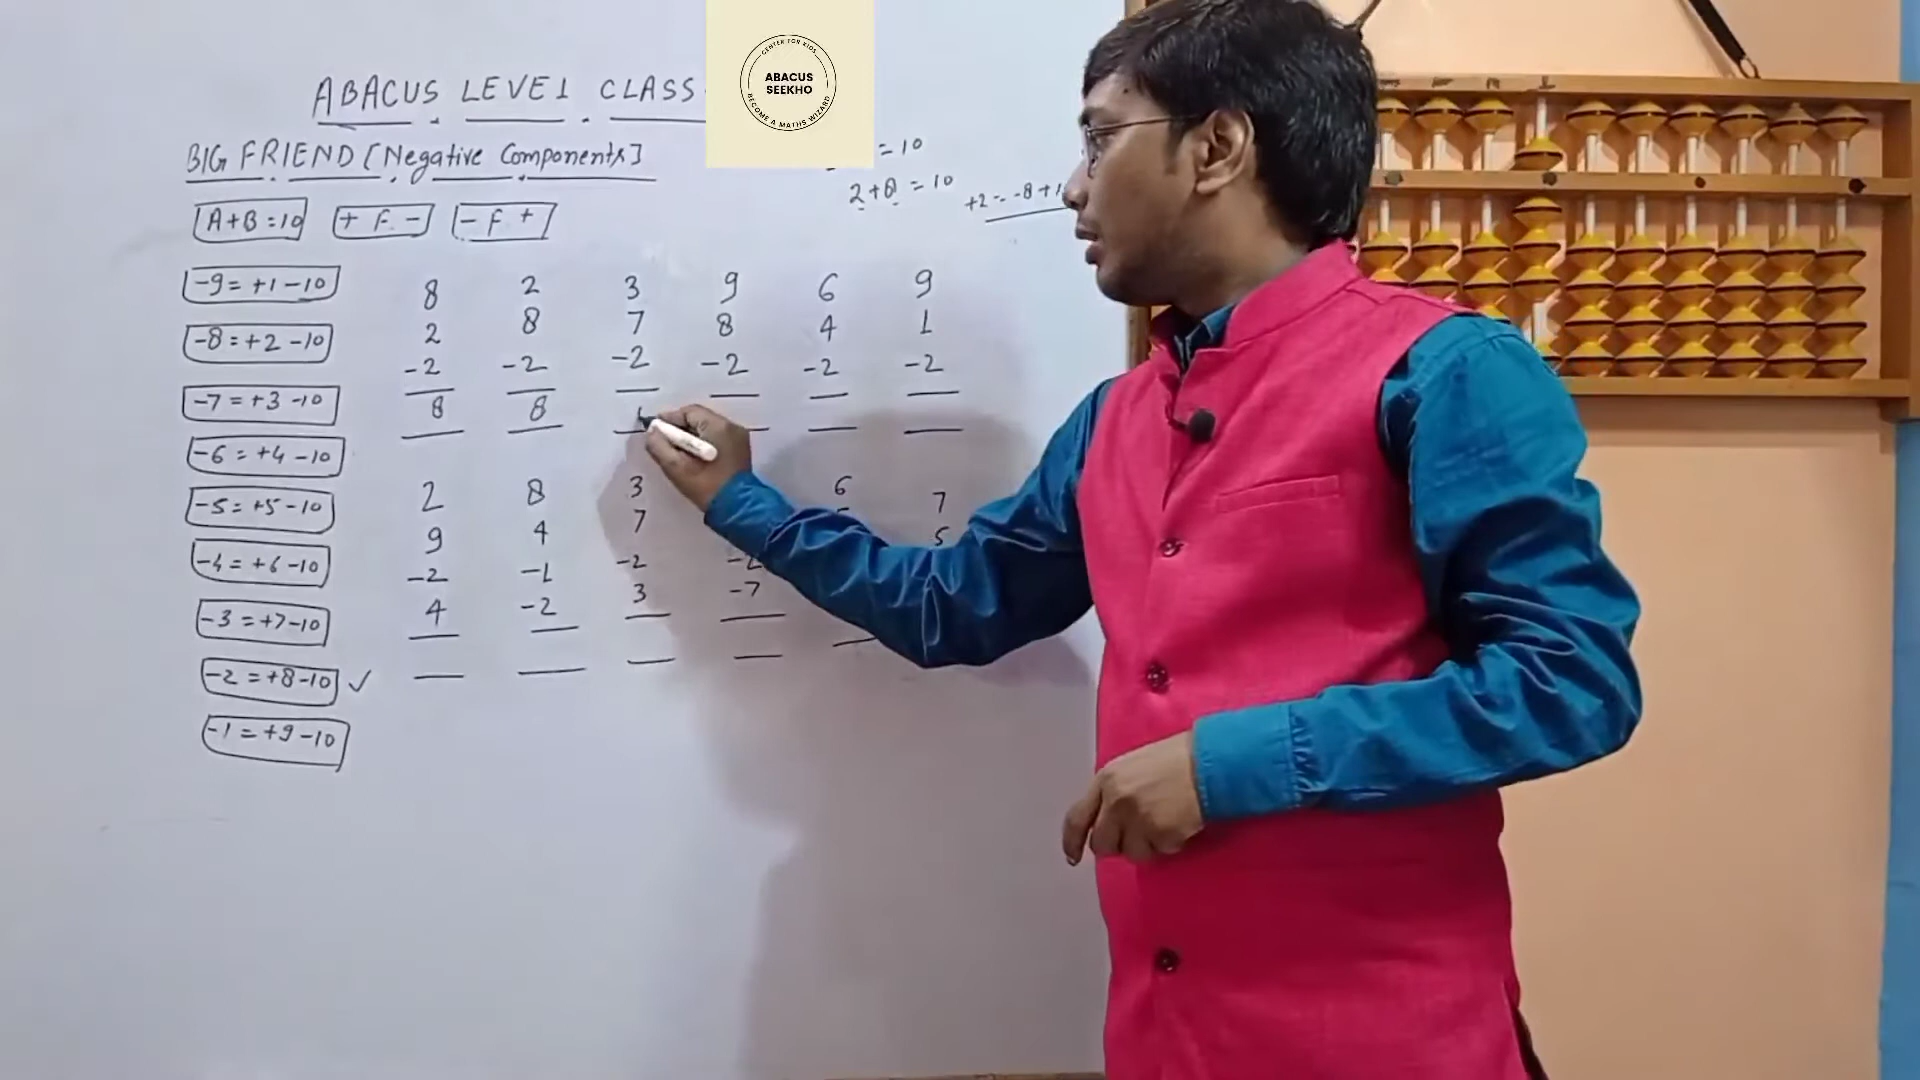 ABACUS LEVEL CLASS
CENTER FOR KIDS
ABACUS
SEEKHO
BECOME A MATHS WIZARD
BIG FRIEND [Negative Components]
= 10
2+8 = 10
+2 = -8 +1
A+B=10 + F - - F +
-9 = +1 -10
8 2 3 9 6 9
2 8 7 8 4 1
-8 = +2 -10
-2 -2 -2 -2 -2 -2
-7 = +3 -10
8 8
-6 = +4 -10
2 8 3 6 7
-5 = +5 -10
9 4 7 5
-4 = +6 -10
-2 -1 -2
4 -2 3 -7
-3 = +7 -10
-2 = +8 -10 ✓
-1 = +9 -10